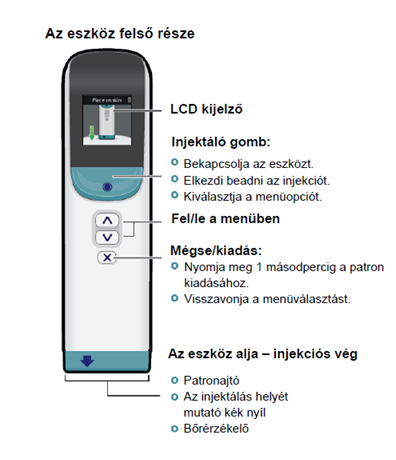 Az eszköz felső része
Place on skin
LCD kijelző
Injektáló gomb:
Bekapcsolja az eszközt.
Elkezdi beadni az injekciót.
Kiválasztja a menüopciót.
Fel/le a menüben
Mégse/kiadás:
Nyomja meg 1 másodpercig a patron
kiadásához.
Visszavonja a menüválasztást.
Az eszköz alja – injekciós vég
Patronajtó
Az injektálás helyét
mutató kék nyíl
Bőrérzékelő